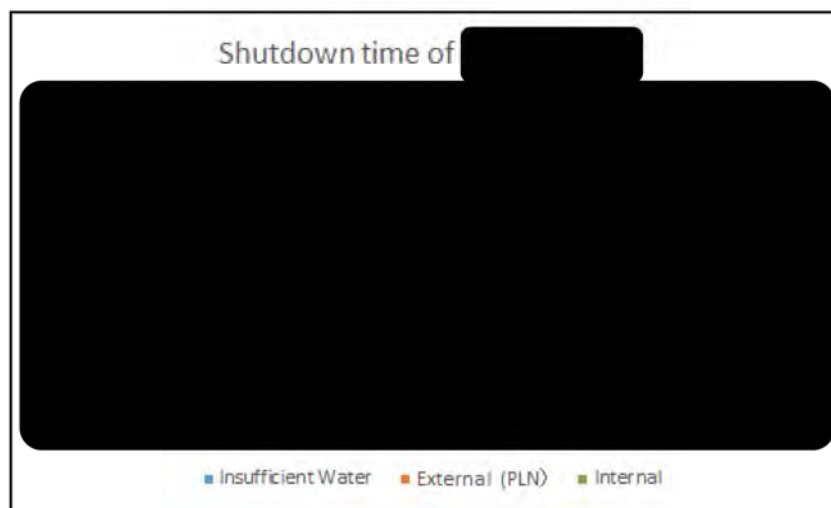 Shutdown time of
Insufficient Water External (PLN) Internal